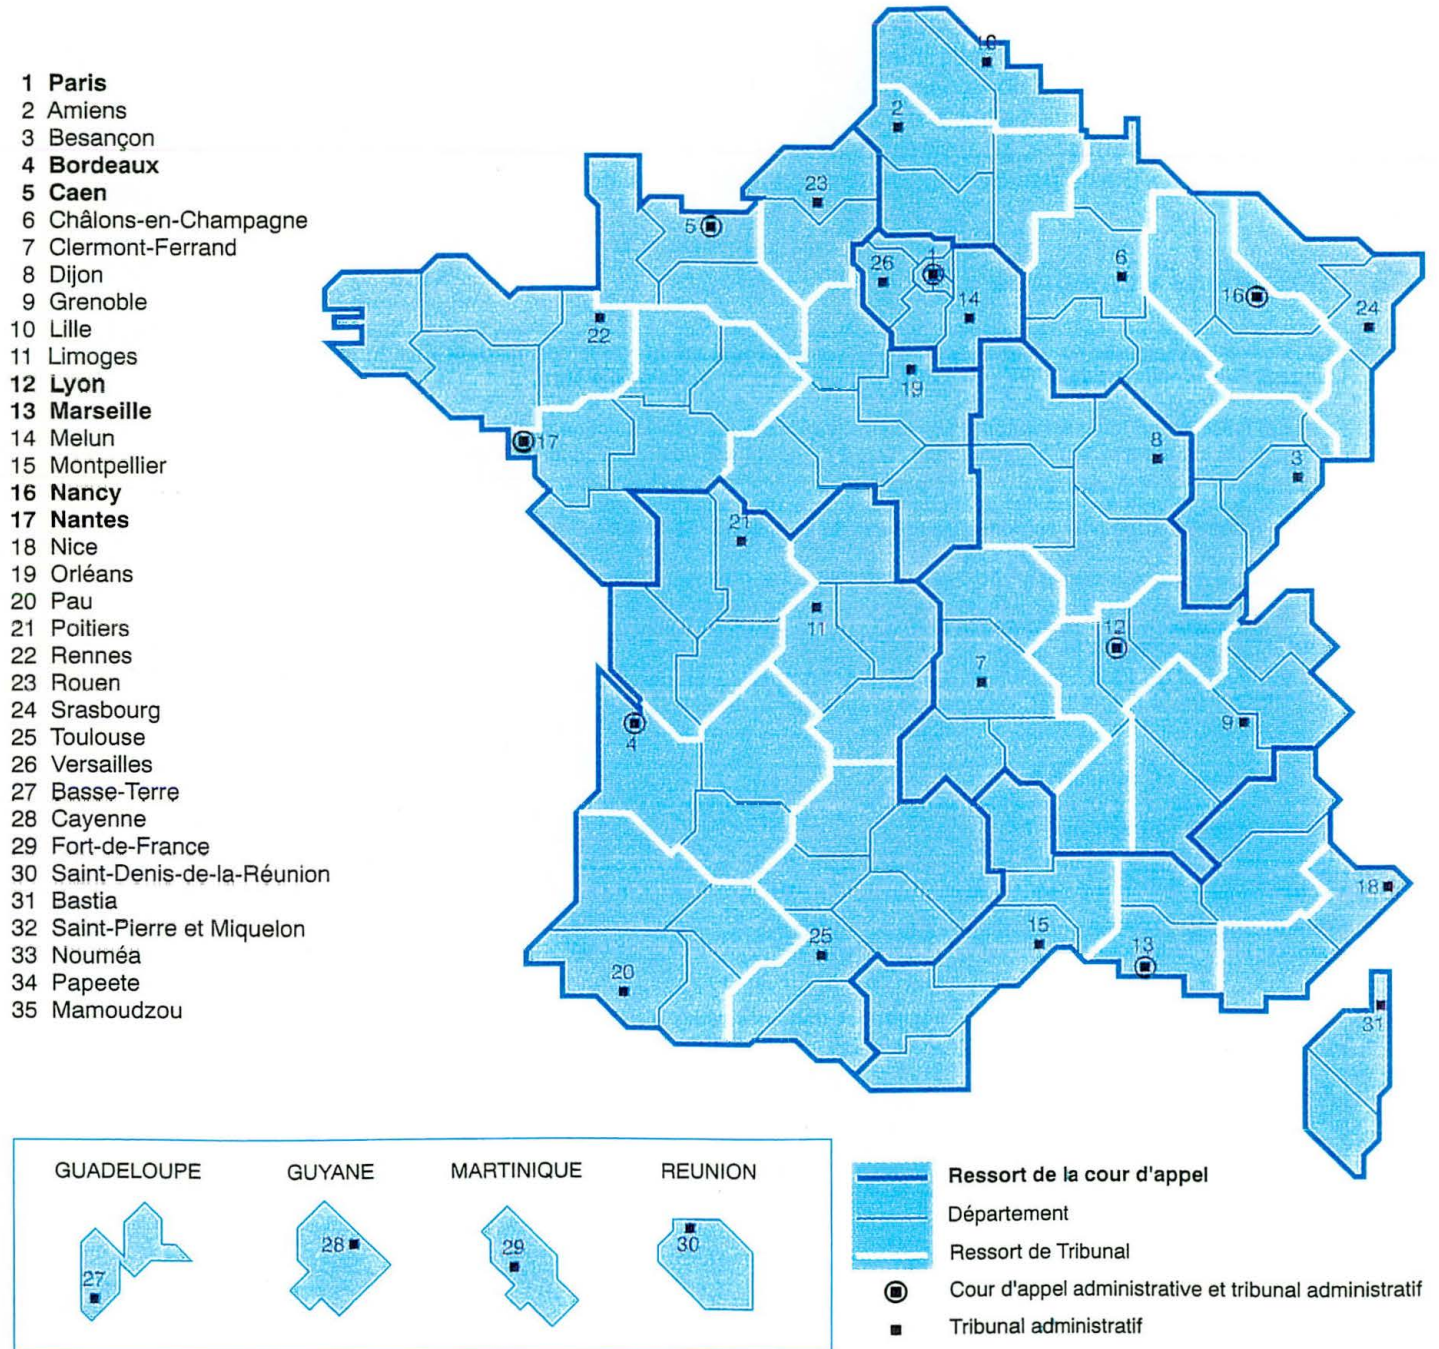 1 Paris
2 Amiens
3 Besançon
4 Bordeaux
5 Caen
6 Châlons-en-Champagne
7 Clermont-Ferrand
8 Dijon
9 Grenoble
10 Lille
11 Limoges
12 Lyon
13 Marseille
14 Melun
15 Montpellier
16 Nancy
17 Nantes
18 Nice
19 Orléans
20 Pau
21 Poitiers
22 Rennes
23 Rouen
24 Strasbourg
25 Toulouse
26 Versailles
27 Basse-Terre
28 Cayenne
29 Fort-de-France
30 Saint-Denis-de-la-Réunion
31 Bastia
32 Saint-Pierre et Miquelon
33 Nouméa
34 Papeete
35 Mamoudzou
2
23
5
26
1
6
16
14
24
22
19
17
8
3
21
11
12
7
4
9
18
25
15
13
20
31
GUADELOUPE
GUYANE
MARTINIQUE
REUNION
27
28
29
30
Ressort de la cour d'appel
Département
Ressort de Tribunal
Cour d'appel administrative et tribunal administratif
Tribunal administratif